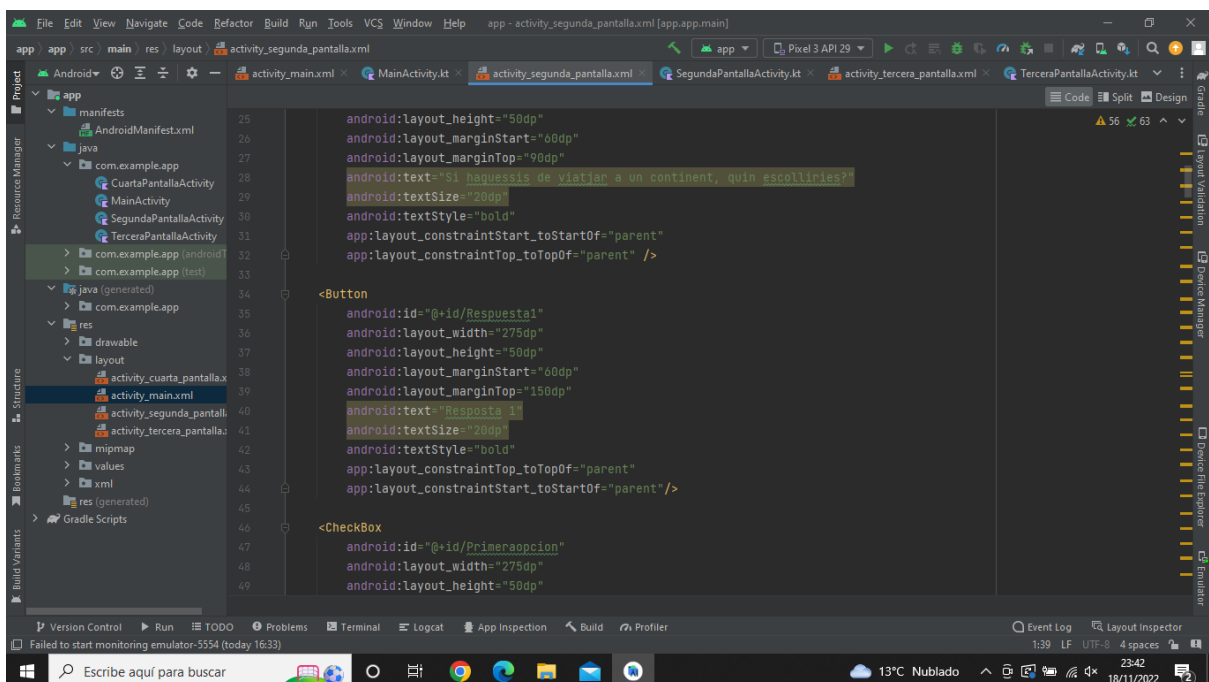 File Edit View Navigate Code Refactor Build Run Tools VCS Window Help app - activity_segunda_pantalla.xml [app.app.main]
app app src main res layout activity_segunda_pantalla.xml
app Pixel 3 API 29
Android
activity_main.xml MainActivity.kt activity_segunda_pantalla.xml SegundaPantallaActivity.kt activity_tercera_pantalla.xml TerceraPantallaActivity.kt
Code Split Design
56 63
Project
Resource Manager
Structure
Bookmarks
Build Variants
app
manifests
AndroidManifest.xml
java
com.example.app
CuartaPantallaActivity
MainActivity
SegundaPantallaActivity
TerceraPantallaActivity
com.example.app (androidT
com.example.app (test)
java (generated)
com.example.app
res
drawable
layout
activity_cuarta_pantalla.x
activity_main.xml
activity_segunda_pantall
activity_tercera_pantalla.
mipmap
values
xml
res (generated)
Gradle Scripts
25 android:layout_height="50dp"
26 android:layout_marginStart="60dp"
27 android:layout_marginTop="90dp"
28 android:text="Si haguessis de viatjar a un continent, quin escolliries?"
29 android:textSize="20dp"
30 android:textStyle="bold"
31 app:layout_constraintStart_toStartOf="parent"
32 app:layout_constraintTop_toTopOf="parent" />
33
34 <Button
35 android:id="@+id/Respuesta1"
36 android:layout_width="275dp"
37 android:layout_height="50dp"
38 android:layout_marginStart="60dp"
39 android:layout_marginTop="150dp"
40 android:text="Resposta 1"
41 android:textSize="20dp"
42 android:textStyle="bold"
43 app:layout_constraintTop_toTopOf="parent"
44 app:layout_constraintStart_toStartOf="parent"/>
45
46 <CheckBox
47 android:id="@+id/Primeraopcion"
48 android:layout_width="275dp"
49 android:layout_height="50dp"
Gradle
Layout Validation
Device Manager
Device File Explorer
Emulator
Version Control Run TODO Problems Terminal Logcat App Inspection Build Profiler Event Log Layout Inspector
Failed to start monitoring emulator-5554 (today 16:33) 1:39 LF UTF-8 4 spaces
Escribe aquí para buscar
13°C Nublado
23:42
18/11/2022
2